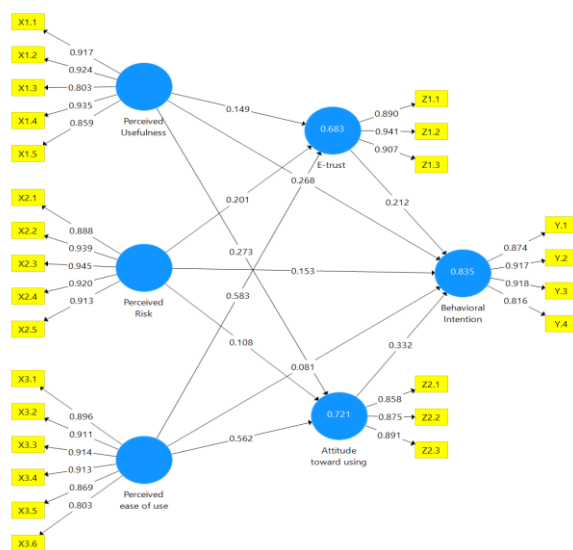 X1.1
X1.2
X1.3
X1.4
X1.5
0.917
0.924
0.803
0.935
0.859
Perceived
Usefulness
X2.1
X2.2
X2.3
X2.4
X2.5
0.888
0.939
0.945
0.920
0.913
Perceived
Risk
X3.1
X3.2
X3.3
X3.4
X3.5
X3.6
0.896
0.911
0.914
0.913
0.869
0.803
Perceived
ease of use
0.149
0.201
0.268
0.273
0.583
0.153
0.108
0.081
0.562
0.683
E-trust
0.890
0.941
0.907
Z1.1
Z1.2
Z1.3
0.212
0.332
0.721
Attitude
toward using
0.858
0.875
0.891
Z2.1
Z2.2
Z2.3
0.835
Behavioral
Intention
0.874
0.917
0.918
0.816
Y.1
Y.2
Y.3
Y.4